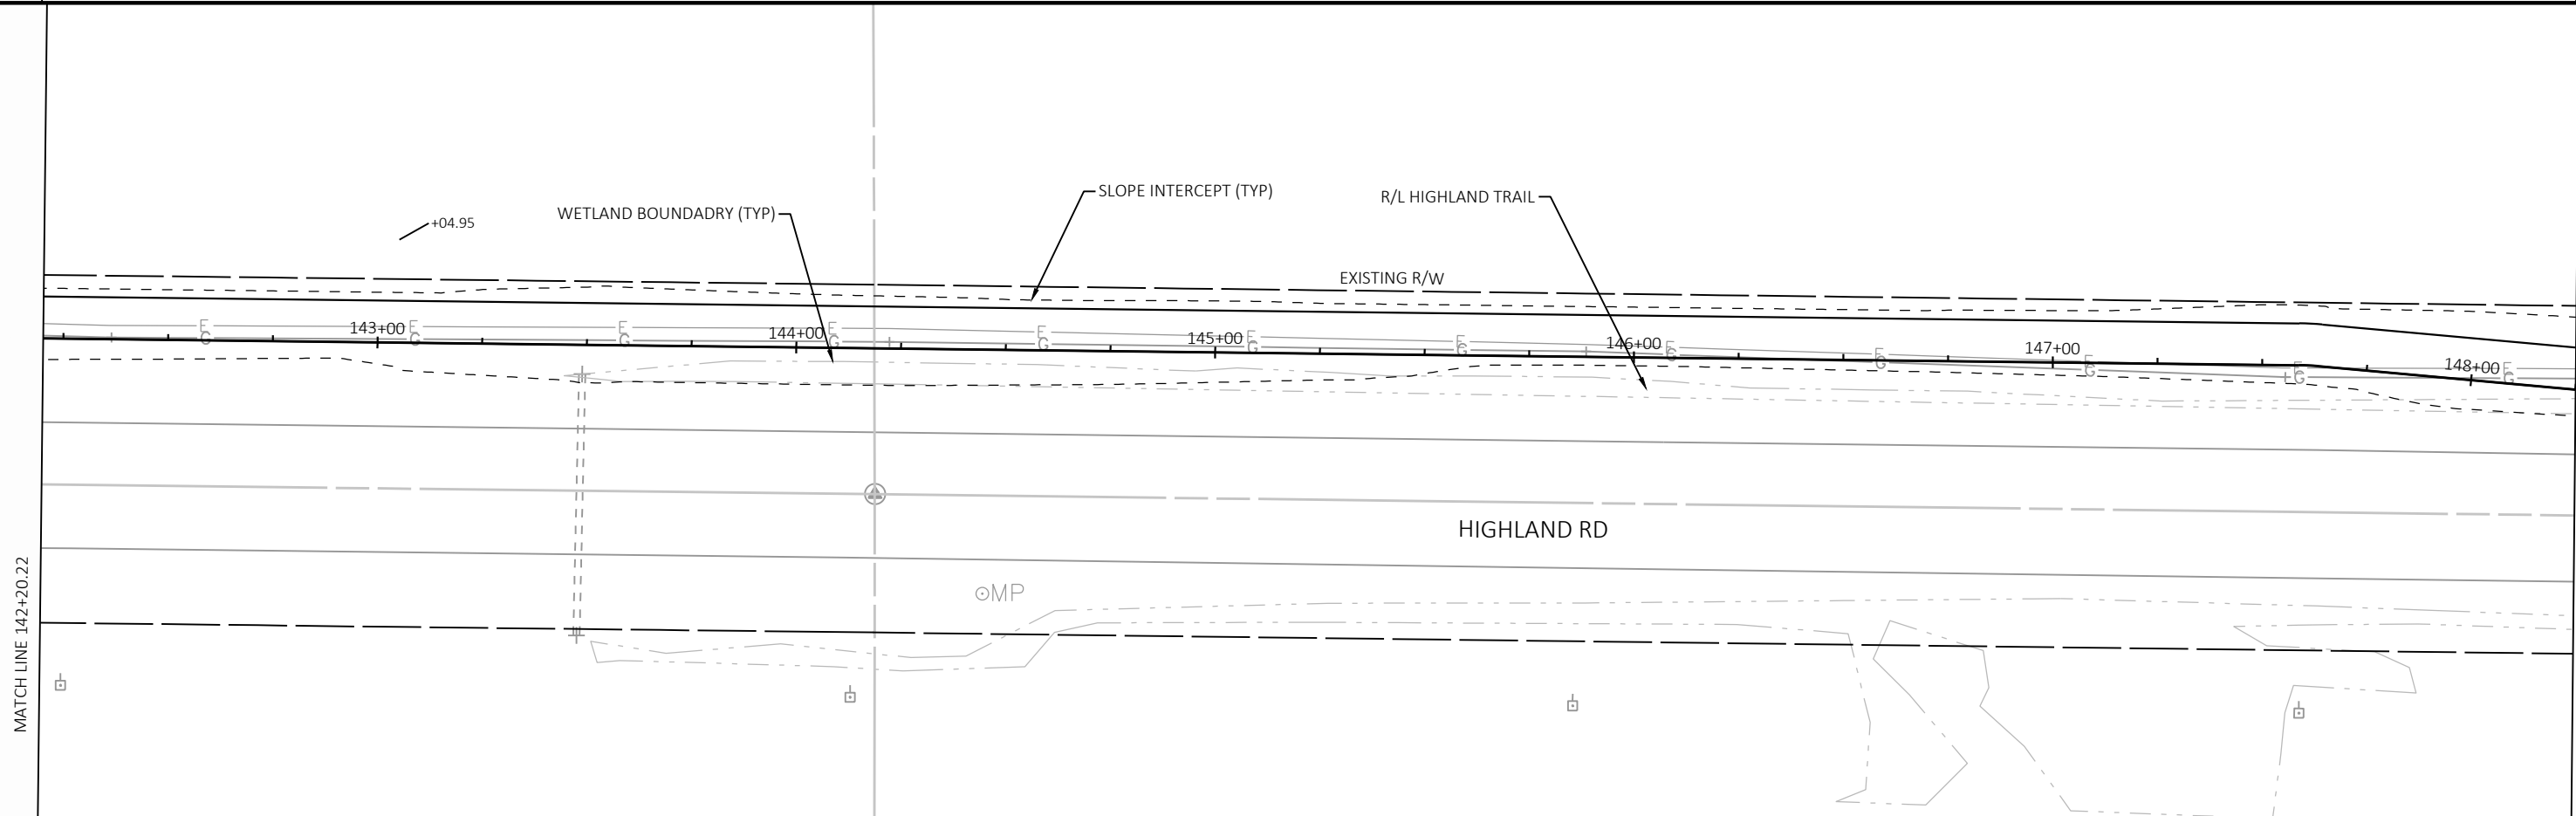 SLOPE INTERCEPT (TYP)
R/L HIGHLAND TRAIL
WETLAND BOUNDADRY (TYP)
+04.95
EXISTING R/W
E E E E E E E E E E E E
143+00 144+00 145+00 146+00 147+00 148+00
G G G G G G G G G G G G
HIGHLAND RD
MP
MATCH LINE 142+20.22